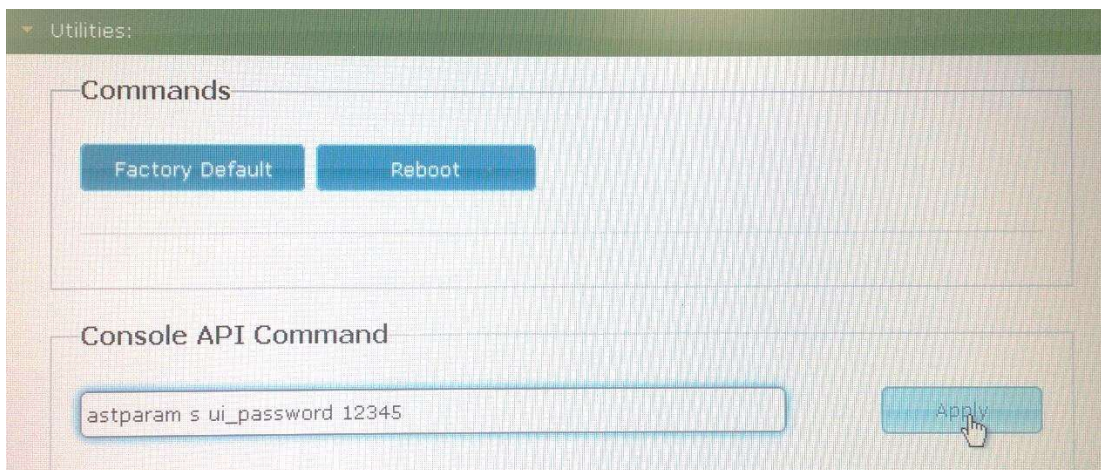 Utilities:
Commands
Factory Default Reboot
Console API Command
astparam s ui_password 12345
Apply